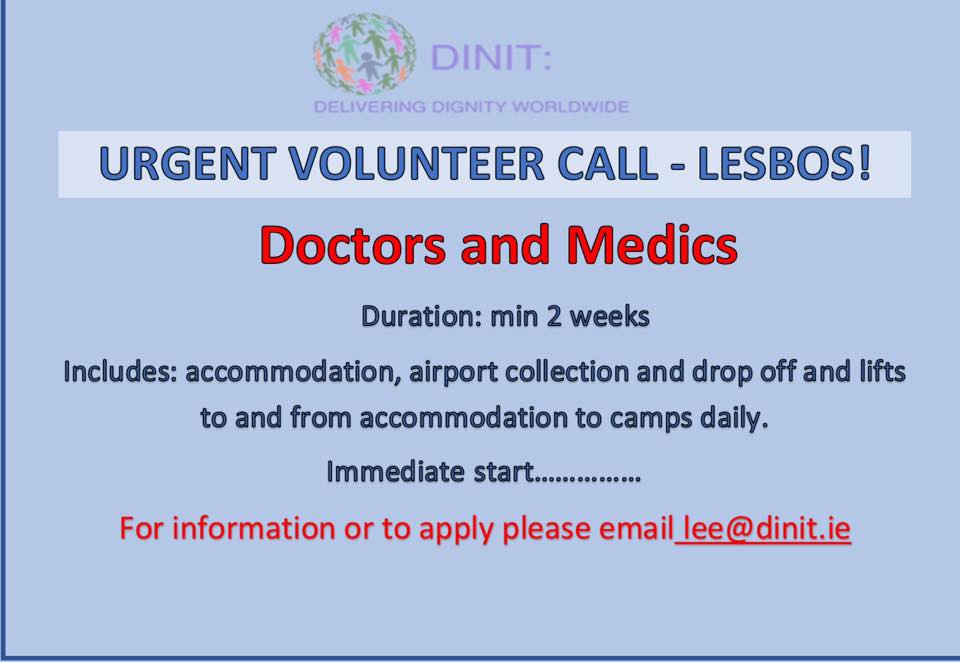 DINIT:
DELIVERING DIGNITY WORLDWIDE
URGENT VOLUNTEER CALL - LESBOS!
Doctors and Medics
Duration: min 2 weeks
Includes: accommodation, airport collection and drop off and lifts
to and from accommodation to camps daily.
Immediate start……………
For information or to apply please email lee@dinit.ie